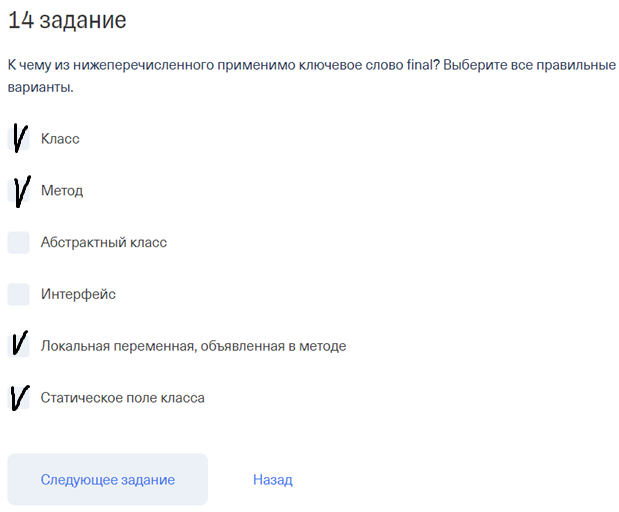 14 задание
К чему из нижеперечисленного применимо ключевое слово final? Выберите все правильные
варианты.
Класс
Метод
Абстрактный класс
Интерфейс
Локальная переменная, объявленная в методе
Статическое поле класса
Следующее задание Назад